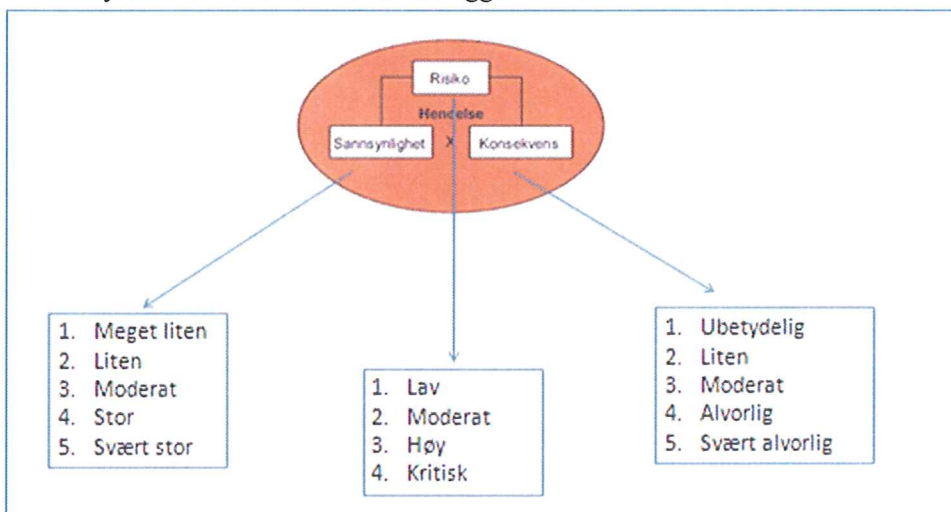 Risiko
Hendelse
Sannsynlighet X Konsekvens
1. Meget liten
2. Liten
3. Moderat
4. Stor
5. Svært stor
1. Lav
2. Moderat
3. Høy
4. Kritisk
1. Ubetydelig
2. Liten
3. Moderat
4. Alvorlig
5. Svært alvorlig